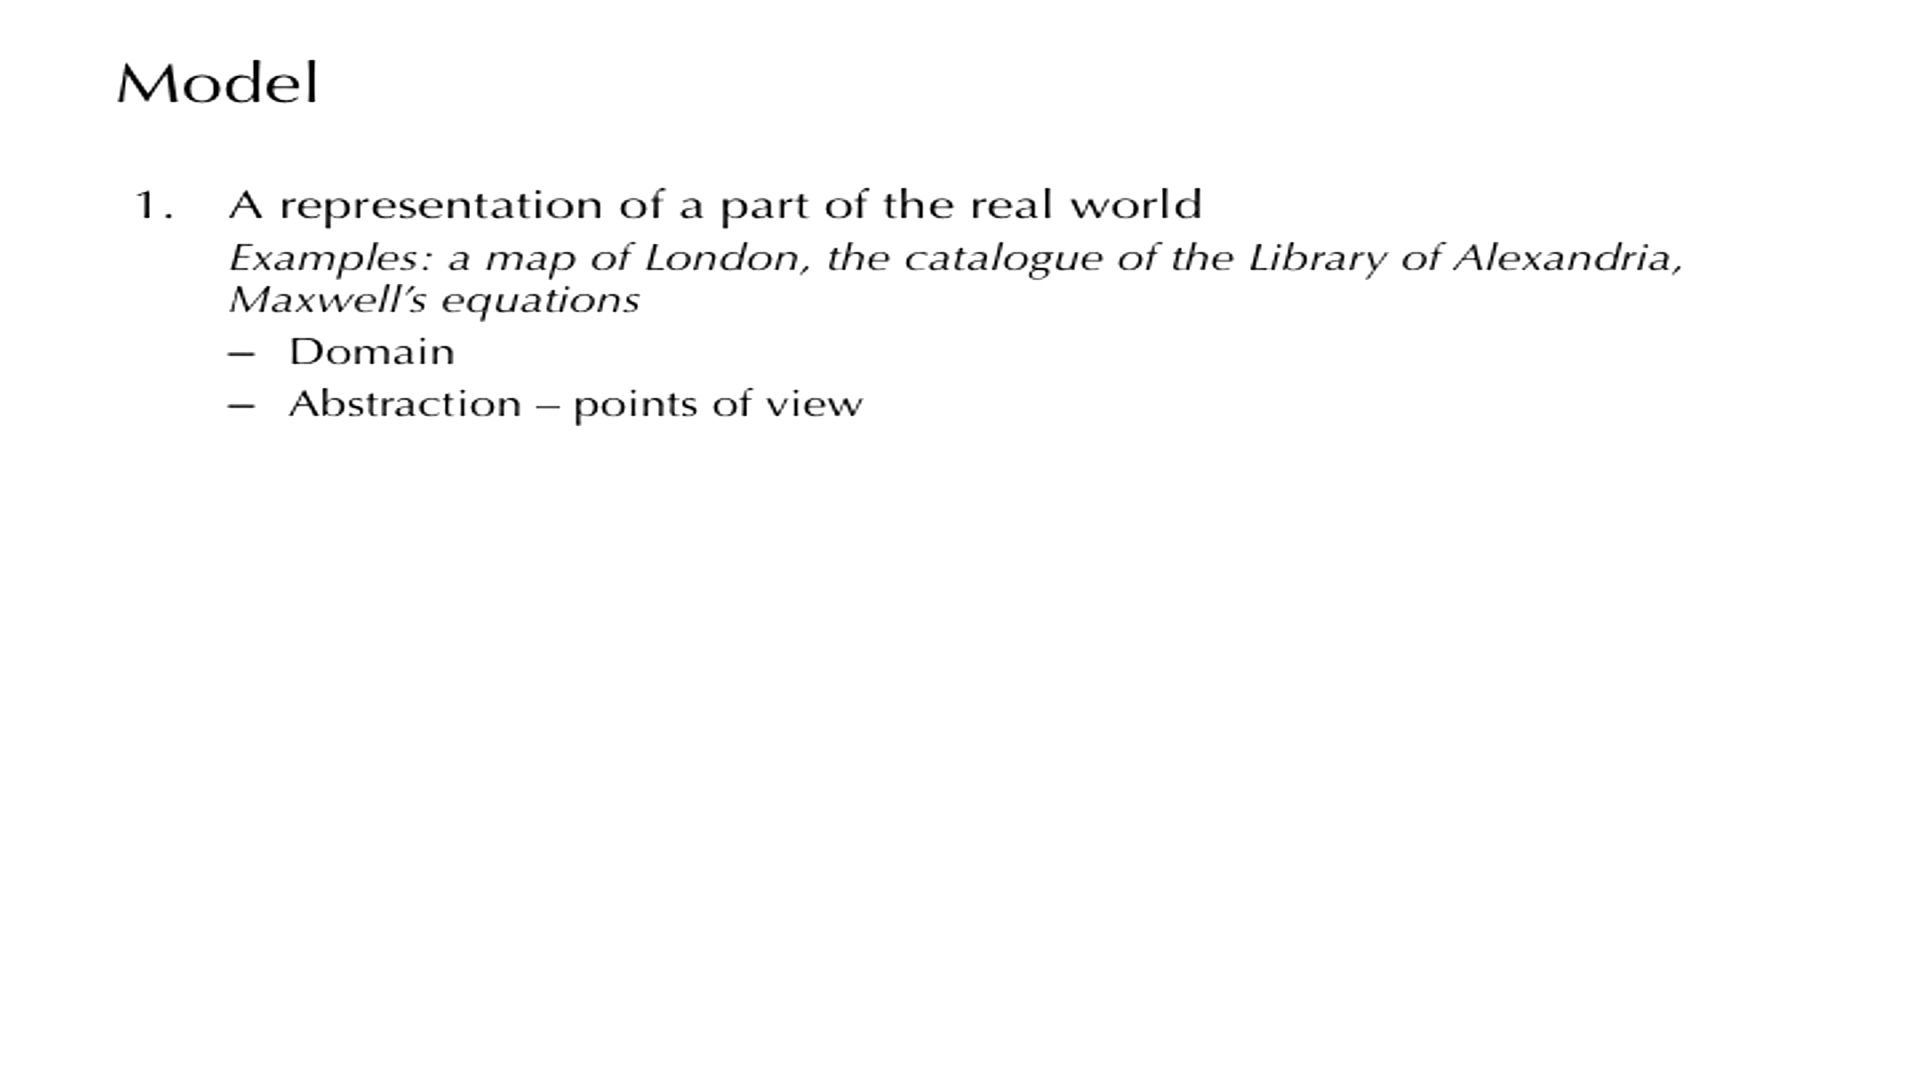 Model
1. A representation of a part of the real world
Examples: a map of London, the catalogue of the Library of Alexandria,
Maxwell’s equations
– Domain
– Abstraction – points of view